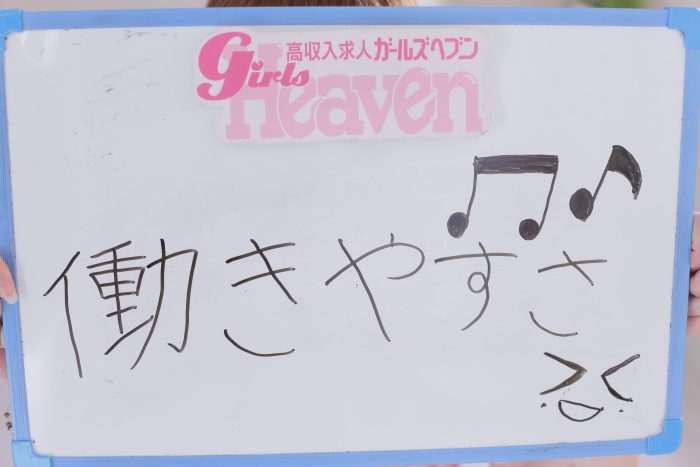 高収入求人ガールズヘブン
Girls
Heaven
働きやすさ